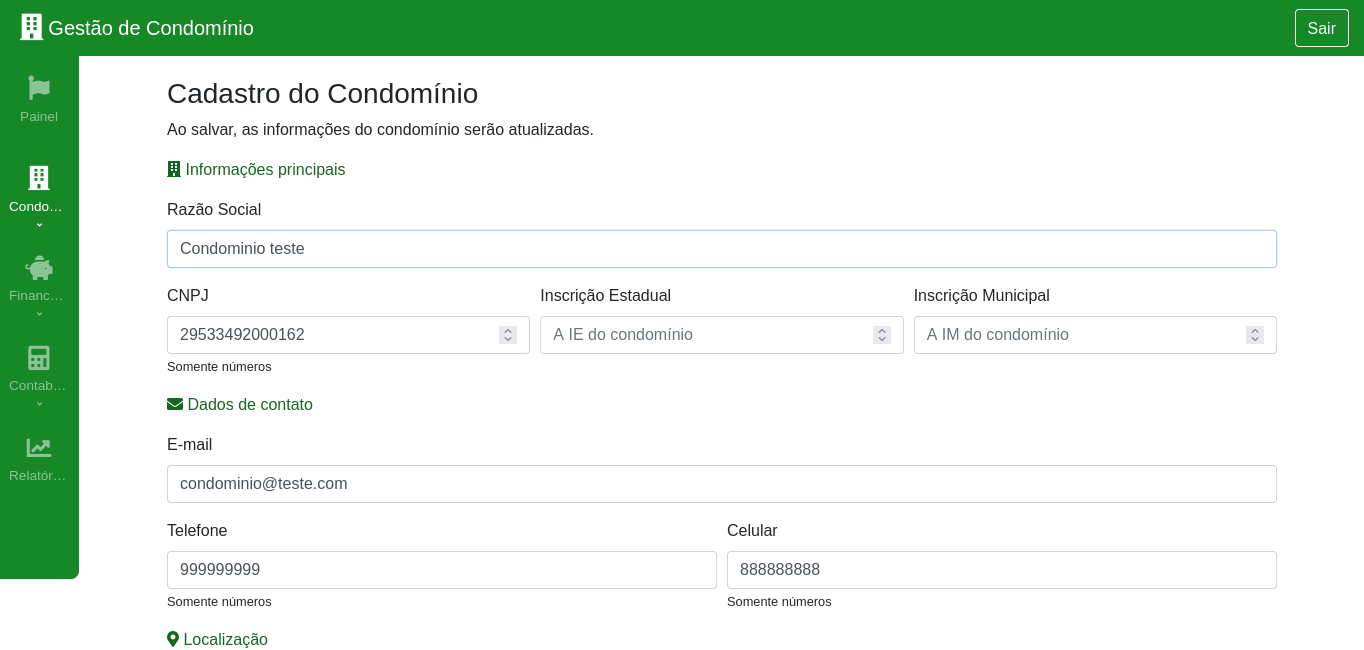 Gestão de Condomínio
Sair
Painel
Condo…
Financ…
Contab…
Relatór…
Cadastro do Condomínio
Ao salvar, as informações do condomínio serão atualizadas.
Informações principais
Razão Social
Condominio teste
CNPJ
Inscrição Estadual
Inscrição Municipal
29533492000162
A IE do condomínio
A IM do condomínio
Somente números
Dados de contato
E-mail
condominio@teste.com
Telefone
Celular
999999999
888888888
Somente números
Somente números
Localização